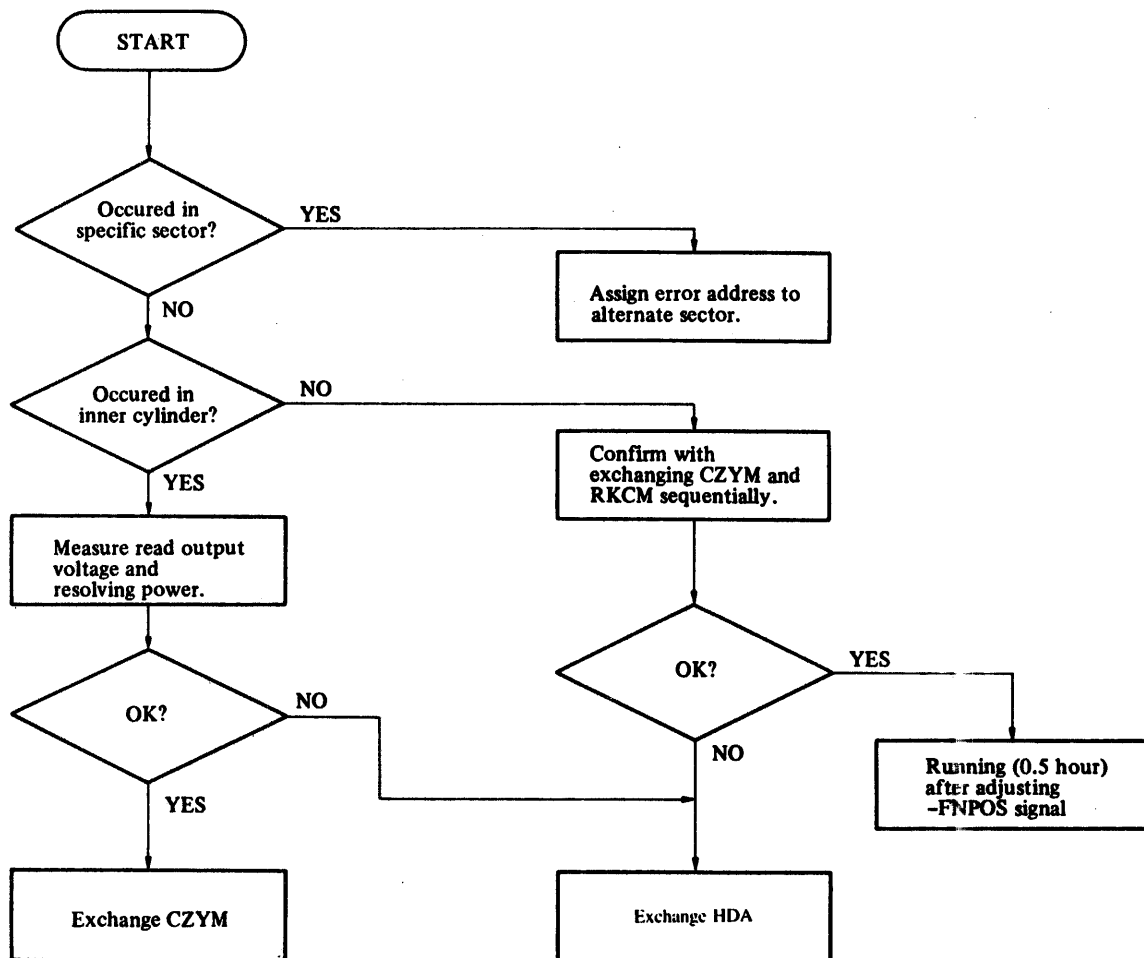 START
Occured in
specific sector?
YES
Assign error address to
alternate sector.
NO
Occured in
inner cylinder?
NO
Confirm with
exchanging CZYM and
RKCM sequentially.
YES
Measure read output
voltage and
resolving power.
OK?
YES
OK?
NO
NO
Running (0.5 hour)
after adjusting
–FNPOS signal
YES
Exchange CZYM
Exchange HDA